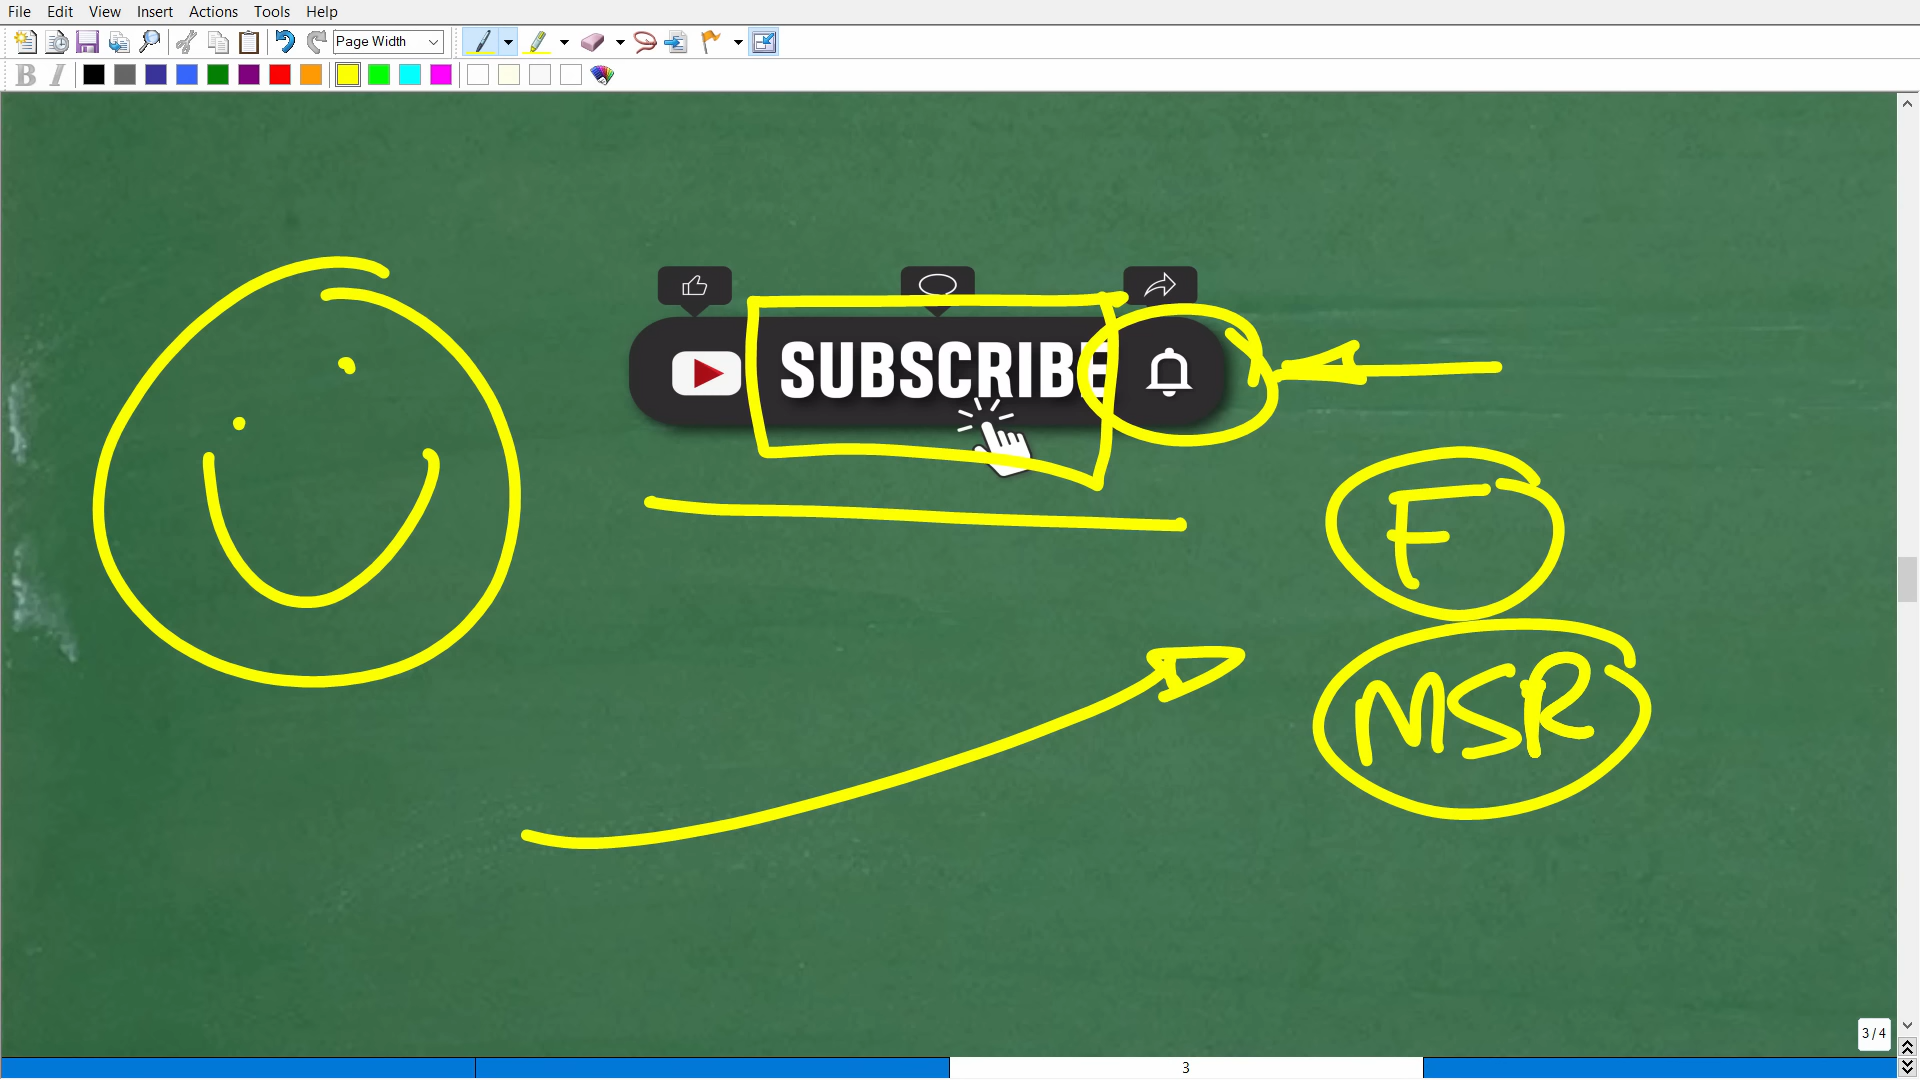 File Edit View Insert Actions Tools Help
Page Width
B I
SUBSCRIBE
F
MSR
3 / 4
3